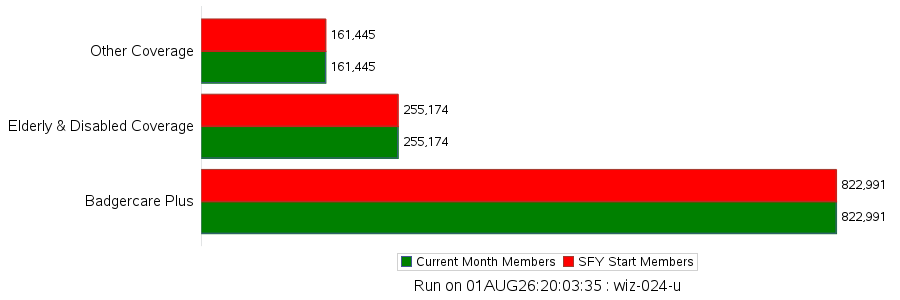 Other Coverage
161,445
161,445
Elderly & Disabled Coverage
255,174
255,174
Badgercare Plus
822,991
822,991
Current Month Members
SFY Start Members
Run on 01AUG26:20:03:35 : wiz-024-u